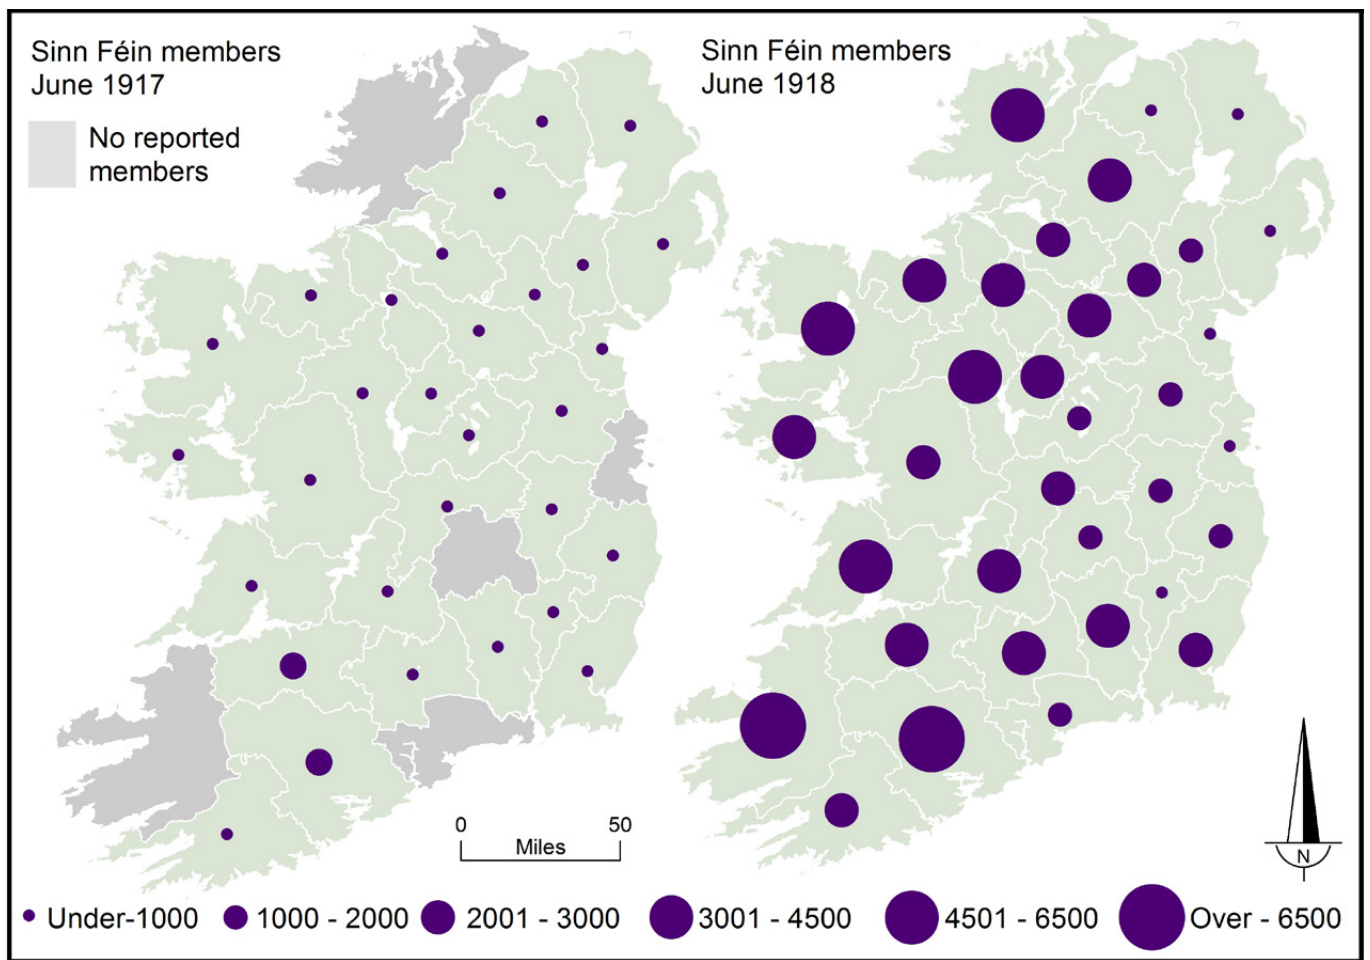 Sinn Féin members
June 1917
No reported
members
Sinn Féin members
June 1918
0 50
Miles
N
Under-1000
1000 - 2000
2001 - 3000
3001 - 4500
4501 - 6500
Over - 6500